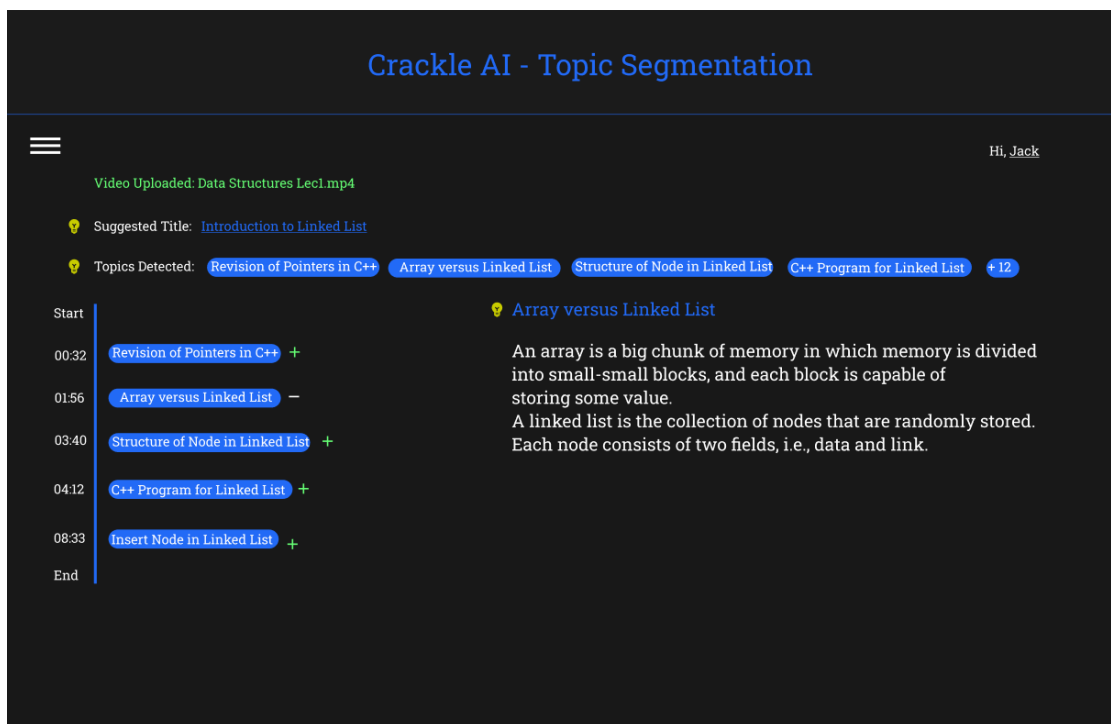 Crackle AI - Topic Segmentation
Hi, Jack
Video Uploaded: Data Structures Lec1.mp4
Suggested Title: Introduction to Linked List
Topics Detected: Revision of Pointers in C++ Array versus Linked List Structure of Node in Linked List C++ Program for Linked List + 12
Start
00:32 Revision of Pointers in C++ +
01:56 Array versus Linked List −
03:40 Structure of Node in Linked List +
04:12 C++ Program for Linked List +
08:33 Insert Node in Linked List +
End
Array versus Linked List
An array is a big chunk of memory in which memory is divided
into small-small blocks, and each block is capable of
storing some value.
A linked list is the collection of nodes that are randomly stored.
Each node consists of two fields, i.e., data and link.